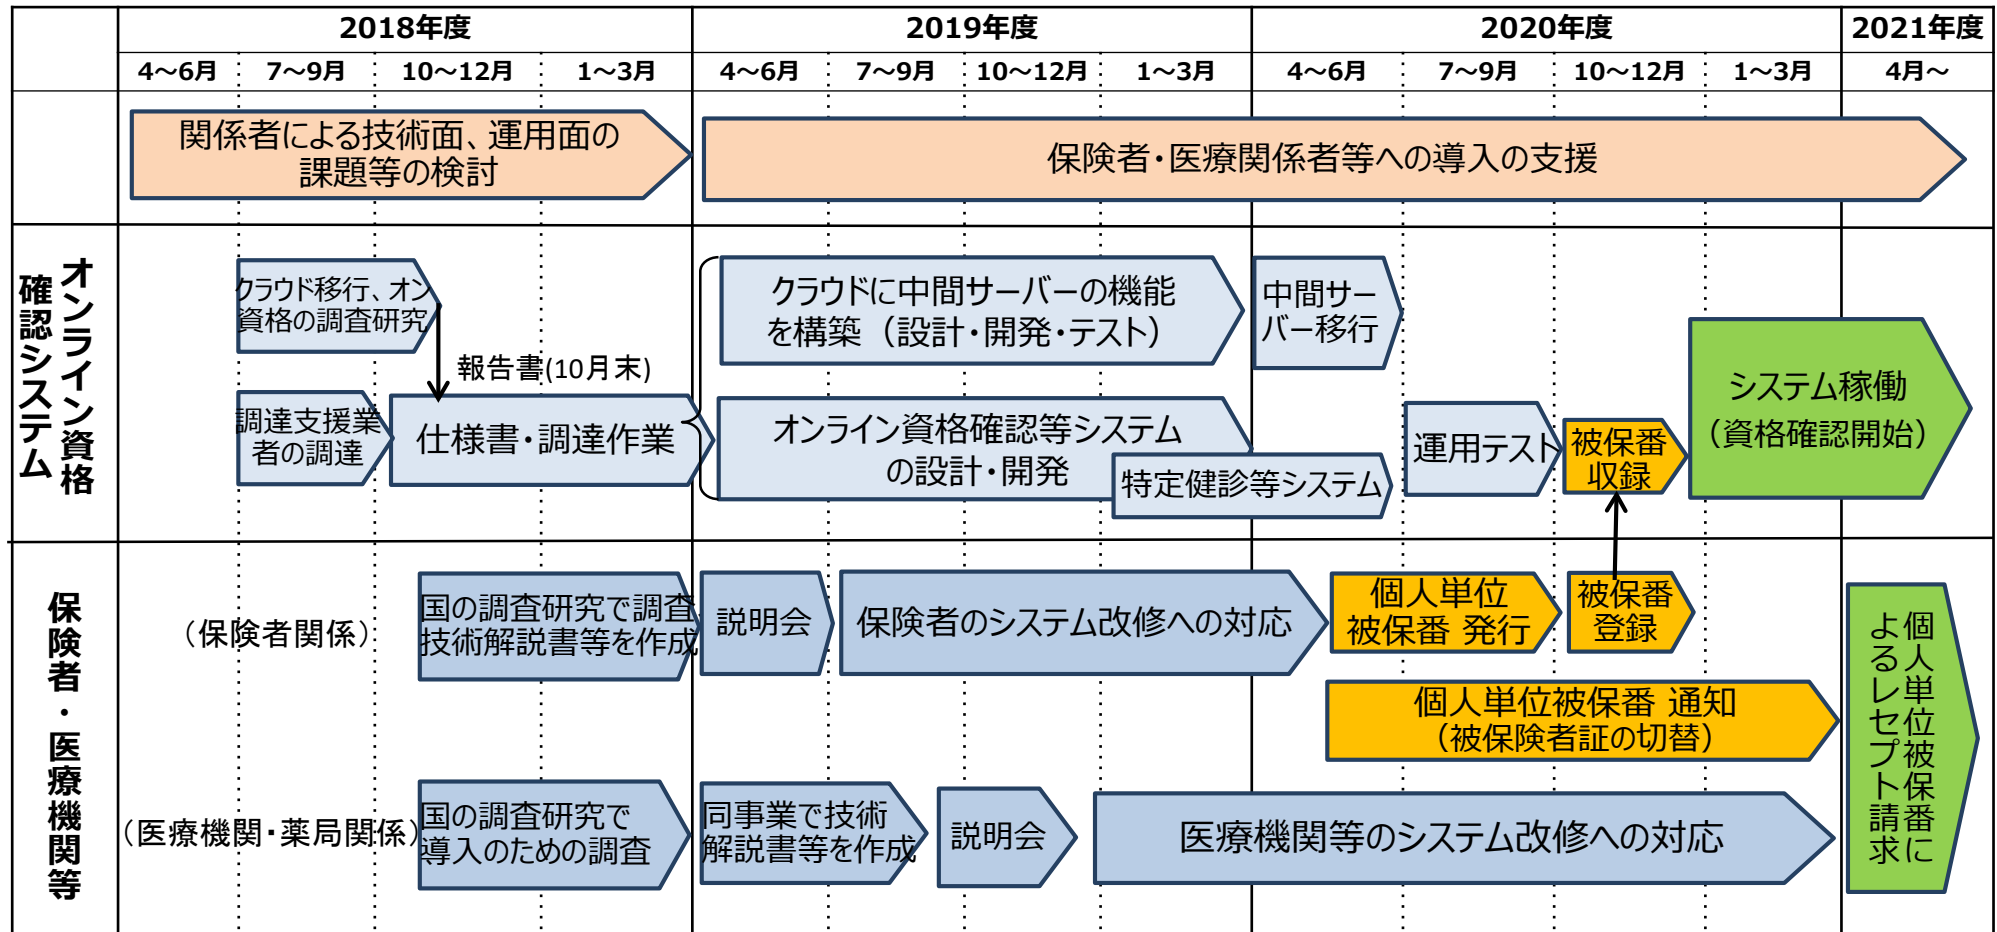 2018年度
2019年度
2020年度
2021年度
4～6月
7～9月
10～12月
1～3月
4～6月
7～9月
10～12月
1～3月
4～6月
7～9月
10～12月
1～3月
4月～
関係者による技術面、運用面の
課題等の検討
保険者・医療関係者等への導入の支援
オンライン資格
確認システム
クラウド移行、オン
資格の調査研究
報告書(10月末)
調達支援業
者の調達
仕様書・調達作業
クラウドに中間サーバーの機能
を構築（設計・開発・テスト）
オンライン資格確認等システム
の設計・開発
特定健診等システム
中間サー
バー移行
運用テスト
被保番
収録
システム稼働
（資格確認開始）
保険者・医療機関等
（保険者関係）
国の調査研究で調査
技術解説書等を作成
説明会
保険者のシステム改修への対応
個人単位
被保番 発行
被保番
登録
個人単位被保番 通知
（被保険者証の切替）
（医療機関・薬局関係）
国の調査研究で
導入のための調査
同事業で技術
解説書等を作成
説明会
医療機関等のシステム改修への対応
個人単位被保番に
よるレセプト請求